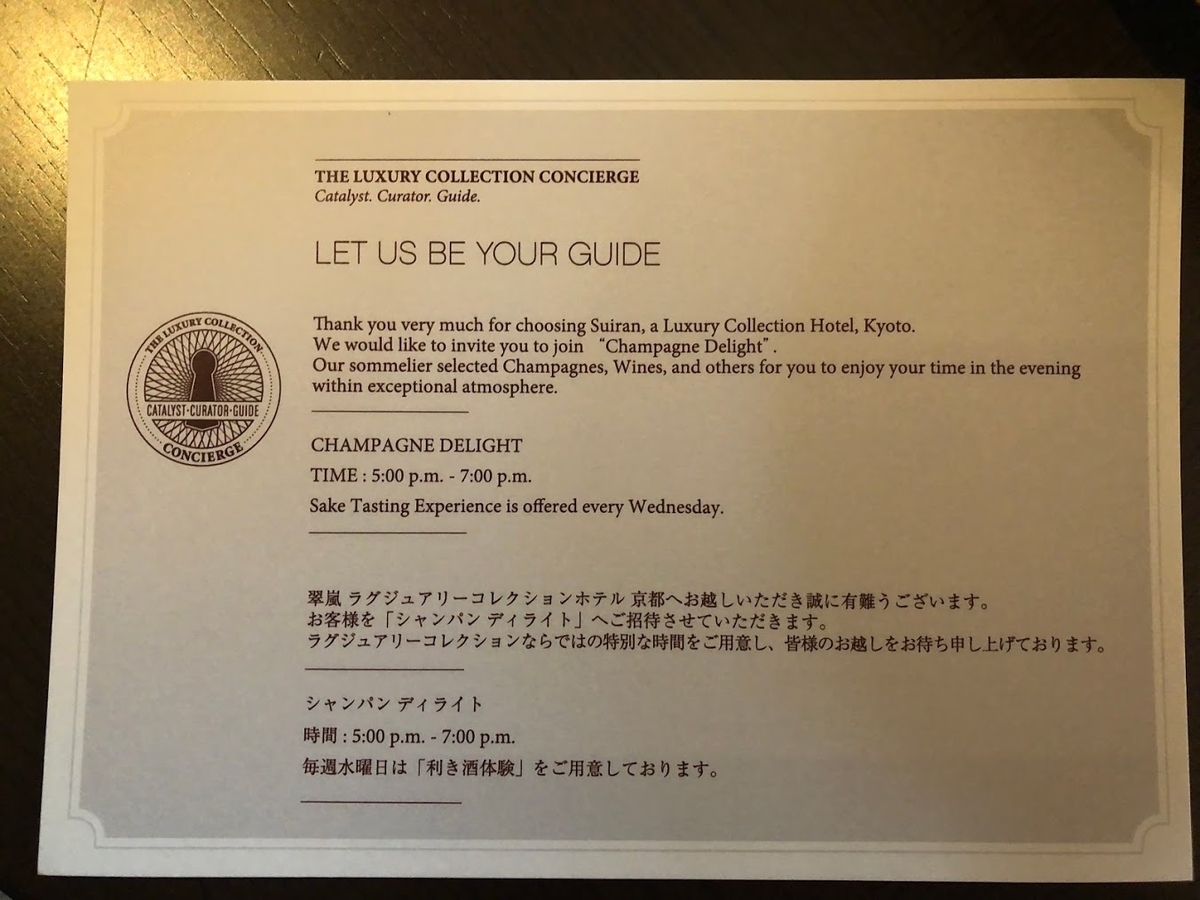 THE LUXURY COLLECTION CONCIERGE
Catalyst. Curator. Guide.
LET US BE YOUR GUIDE
THE LUXURY COLLECTION
CATALYST·CURATOR·GUIDE
CONCIERGE
Thank you very much for choosing Suiran, a Luxury Collection Hotel, Kyoto.
We would like to invite you to join “Champagne Delight”.
Our sommelier selected Champagnes, Wines, and others for you to enjoy your time in the evening
within exceptional atmosphere.
CHAMPAGNE DELIGHT
TIME : 5:00 p.m. - 7:00 p.m.
Sake Tasting Experience is offered every Wednesday.
翠嵐 ラグジュアリーコレクションホテル 京都へお越しいただき誠に有難うございます。
お客様を「シャンパン ディライト」へご招待させていただきます。
ラグジュアリーコレクションならではの特別な時間をご用意し、皆様のお越しをお待ち申し上げております。
シャンパン ディライト
時間 : 5:00 p.m. - 7:00 p.m.
毎週水曜日は「利き酒体験」をご用意しております。